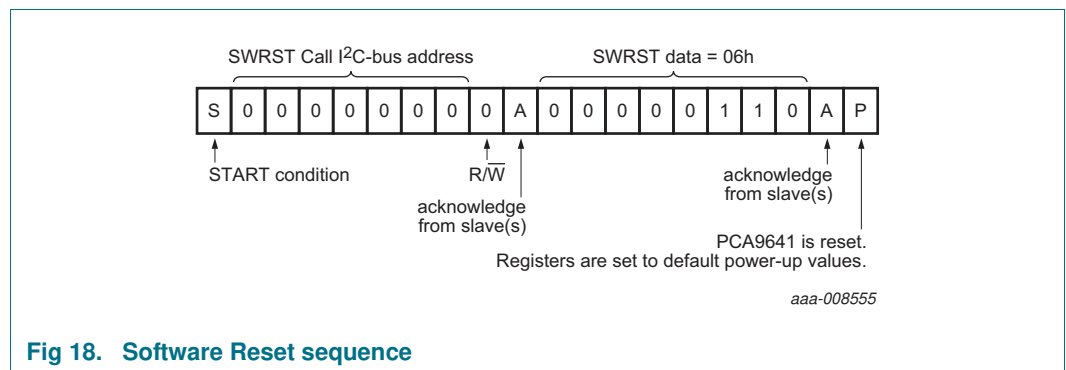 SWRST Call I2C-bus address SWRST data = 06h
S 0 0 0 0 0 0 0 0 A 0 0 0 0 0 1 1 0 A P
START condition R/W acknowledge
from slave(s)
acknowledge
from slave(s)
PCA9641 is reset.
Registers are set to default power-up values.
aaa-008555
Fig 18. Software Reset sequence